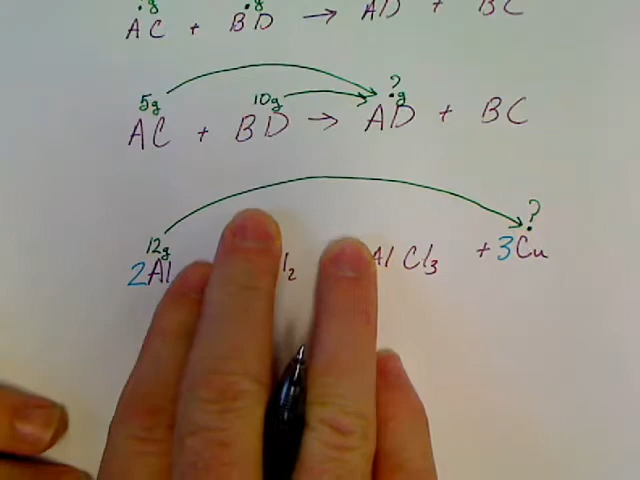 .g .g
AC + BD → AD + BC
5g 10g ? .g
AC + BD → AD + BC
12g ?
2Al l₂ Al Cl₃ + 3Cu